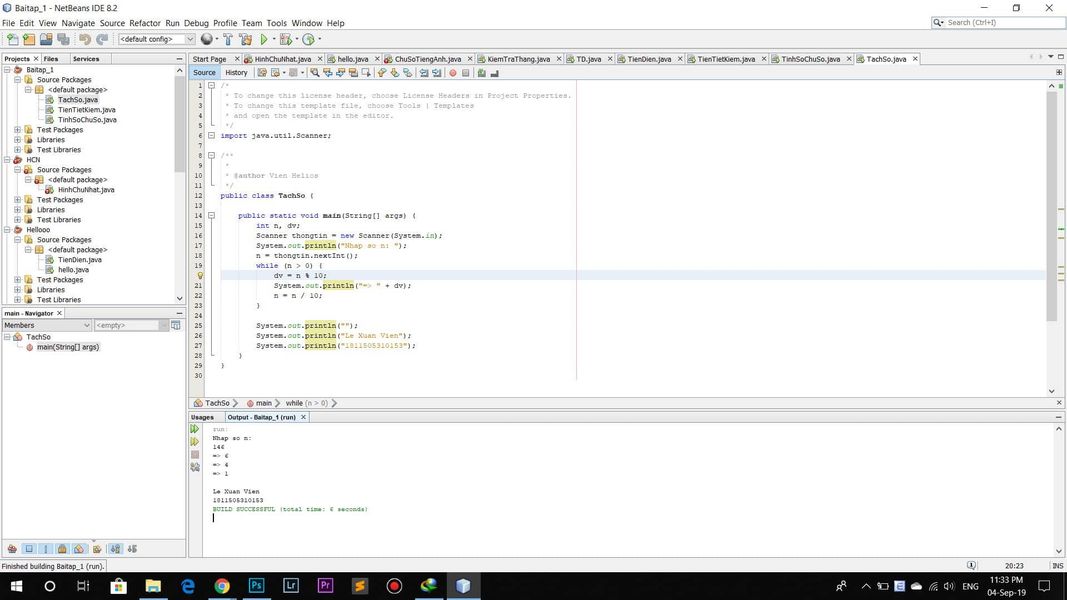 Baitap_1 - NetBeans IDE 8.2
File Edit View Navigate Source Refactor Run Debug Profile Team Tools Window Help
<default config>
Search (Ctrl+I)
Projects Files Services
Start Page HinhChuNhat.java hello.java ChuSoTiengAnh.java KiemTraThang.java TD.java TienDien.java TienTietKiem.java TinhSoChuSo.java TachSo.java
Source History
Baitap_1
Source Packages
<default package>
TachSo.java
TienTietKiem.java
TinhSoChuSo.java
Test Packages
Libraries
Test Libraries
HCN
Source Packages
<default package>
HinhChuNhat.java
Test Packages
Libraries
Test Libraries
Hellooo
Source Packages
<default package>
TienDien.java
hello.java
Test Packages
Libraries
Test Libraries
main - Navigator
Members <empty>
TachSo
main(String[] args)
1 /*
2 * To change this license header, choose License Headers in Project Properties.
3 * To change this template file, choose Tools | Templates
4 * and open the template in the editor.
5 */
6 import java.util.Scanner;
7
8 /**
9 *
10 * @author Vien Helios
11 */
12 public class TachSo {
13
14 public static void main(String[] args) {
15 int n, dv;
16 Scanner thongtin = new Scanner(System.in);
17 System.out.println("Nhap so n: ");
18 n = thongtin.nextInt();
19 while (n > 0) {
dv = n % 10;
21 System.out.println("=> " + dv);
22 n = n / 10;
23 }
24
25 System.out.println("");
26 System.out.println("Le Xuan Vien");
27 System.out.println("1811505310153");
28 }
29 }
30
TachSo main while (n > 0)
Usages Output - Baitap_1 (run)
run:
Nhap so n:
146
=> 6
=> 4
=> 1
Le Xuan Vien
1811505310153
BUILD SUCCESSFUL (total time: 6 seconds)
Finished building Baitap_1 (run).
20:23 INS
Ps Lr Pr
ENG
11:33 PM
04-Sep-19